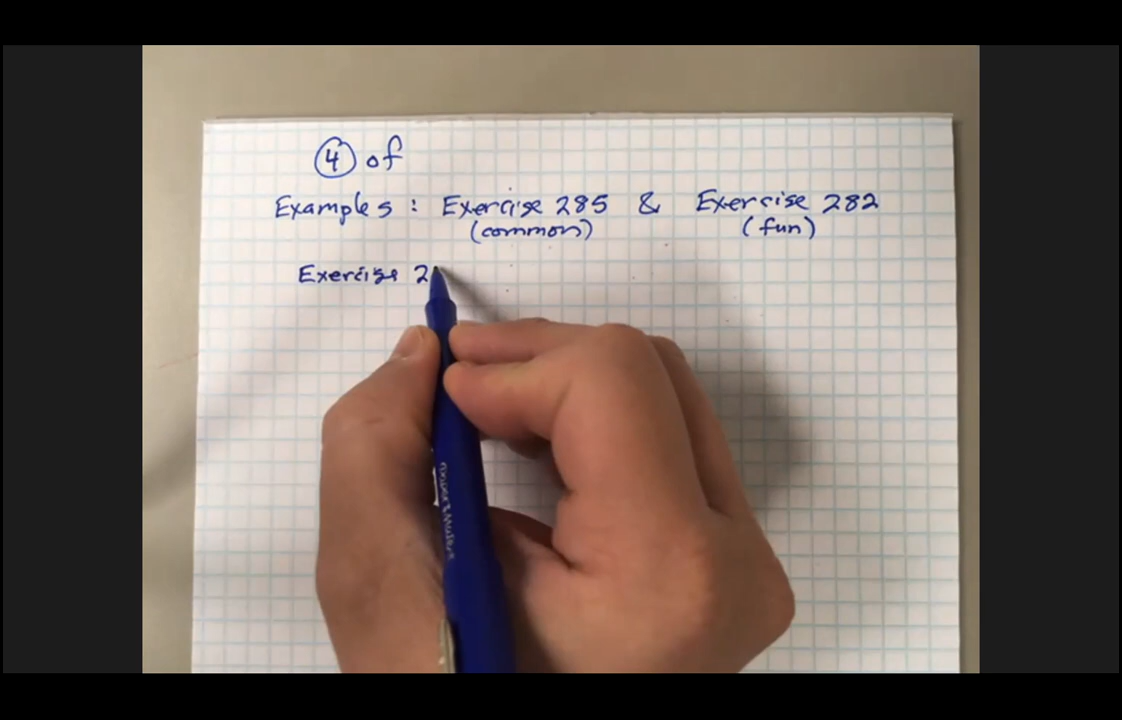 ④ of
Examples : Exercise 285 & Exercise 282
(common) (fun)
Exercise 2